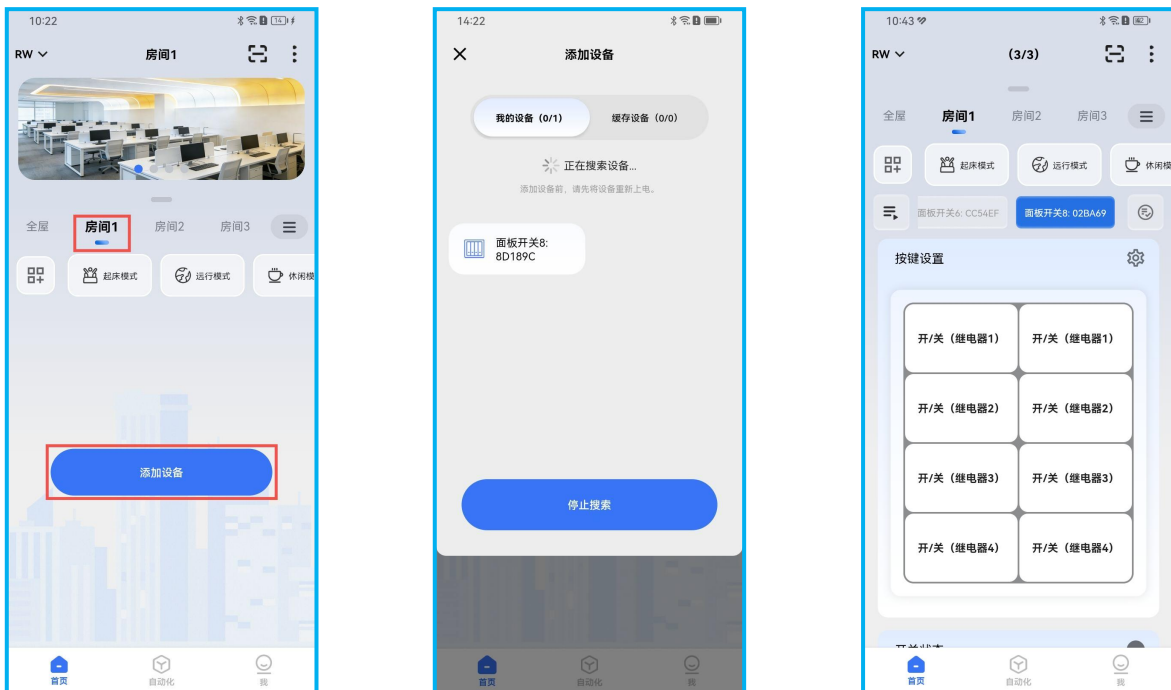 10:22
14
RW
房间1
全屋
房间1
房间2
房间3
起床模式
运行模式
休闲模
添加设备
首页
自动化
我
14:22
添加设备
我的设备（0/1）
缓存设备（0/0）
正在搜索设备...
添加设备前，请先将设备重新上电。
面板开关8:
8D189C
停止搜索
首页
自动化
我
10:43
RW
(3/3)
全屋
房间1
房间2
房间3
起床模式
运行模式
休闲模
面板开关6: CC54EF
面板开关8: 02BA69
按键设置
开/关（继电器1）
开/关（继电器1）
开/关（继电器2）
开/关（继电器2）
开/关（继电器3）
开/关（继电器3）
开/关（继电器4）
开/关（继电器4）
首页
自动化
我